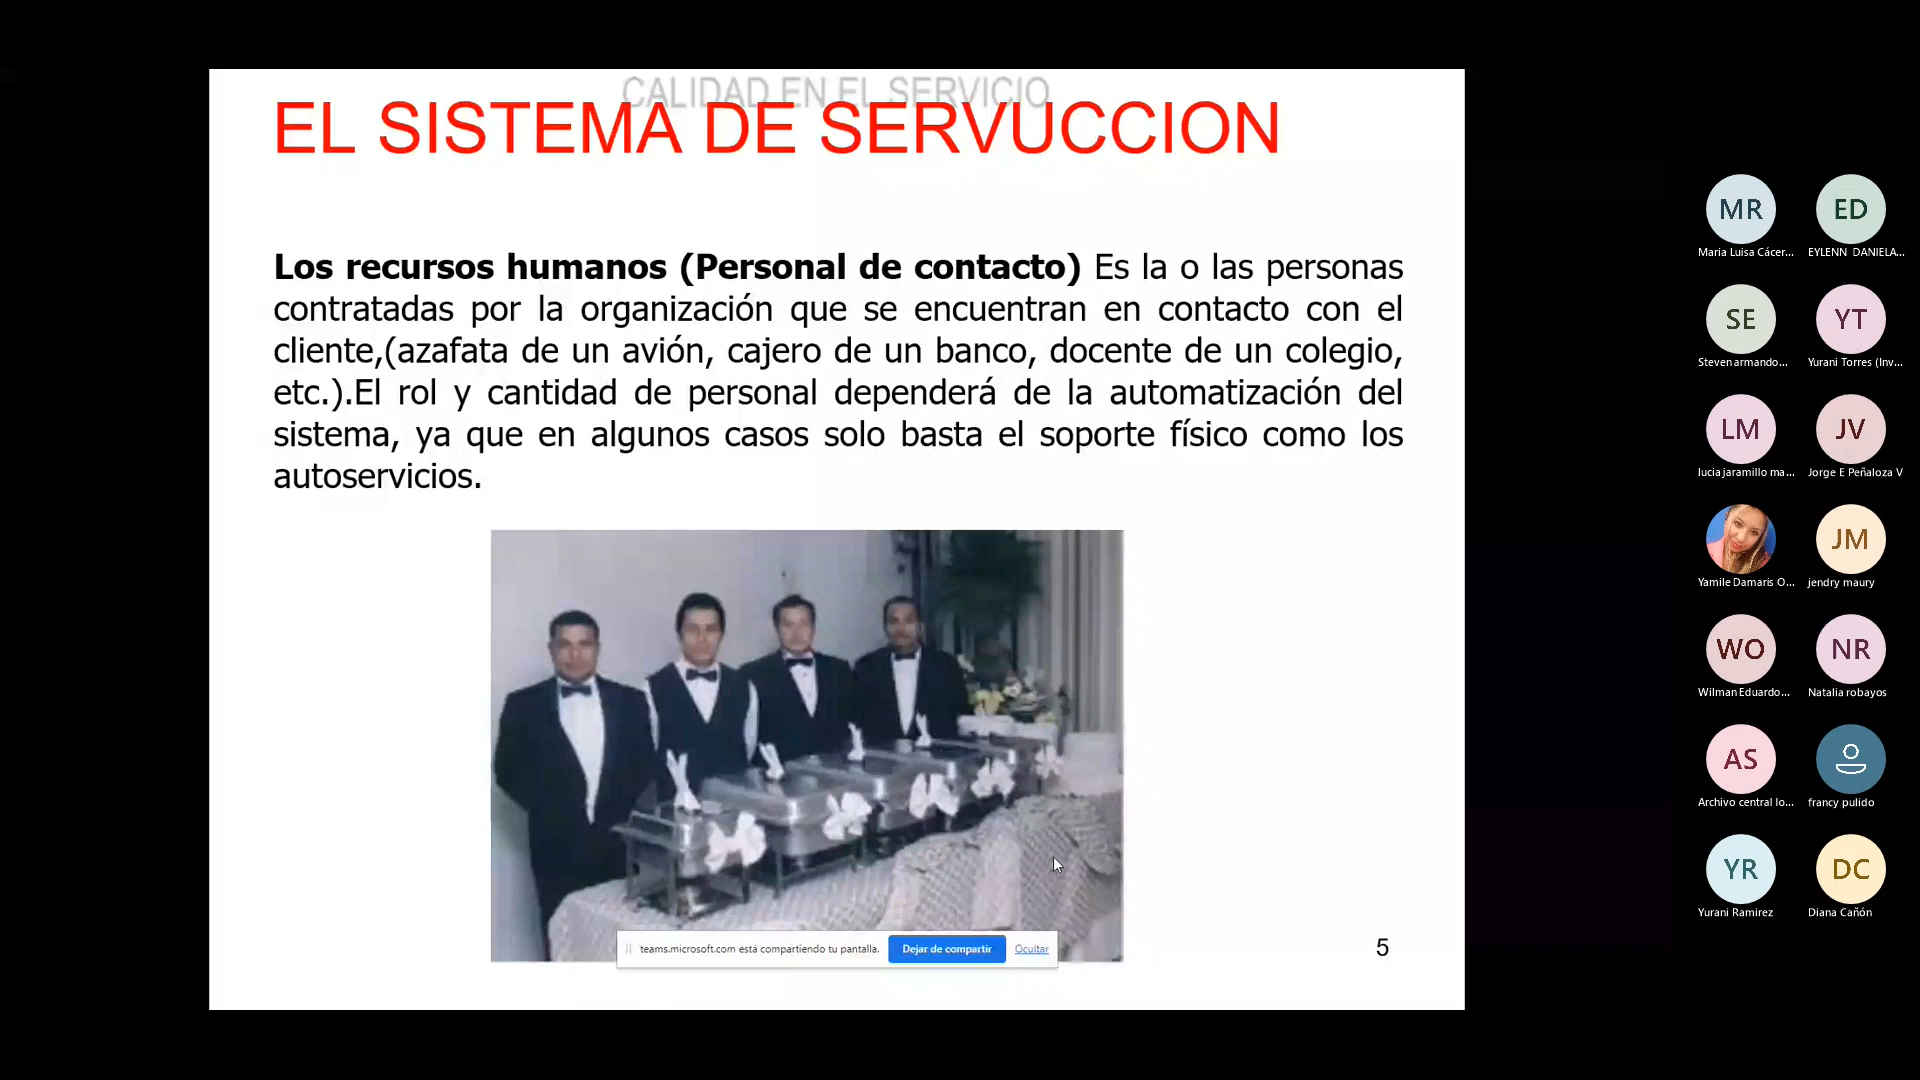 CALIDAD EN EL SERVICIO
EL SISTEMA DE SERVUCCION
Los recursos humanos (Personal de contacto) Es la o las personas
contratadas por la organización que se encuentran en contacto con el
cliente,(azafata de un avión, cajero de un banco, docente de un colegio,
etc.).El rol y cantidad de personal dependerá de la automatización del
sistema, ya que en algunos casos solo basta el soporte físico como los
autoservicios.
teams.microsoft.com está compartiendo tu pantalla.
Dejar de compartir
Ocultar
5
MR
ED
Maria Luisa Cácer...
EYLENN DANIELA...
SE
YT
Steven armando...
Yurani Torres (Inv...
LM
JV
lucia jaramillo ma...
Jorge E Peñaloza V
JM
Yamile Damaris O...
jendry maury
WO
NR
Wilman Eduardo...
Natalia robayos
AS
Archivo central lo...
francy pulido
YR
DC
Yurani Ramirez
Diana Cañón